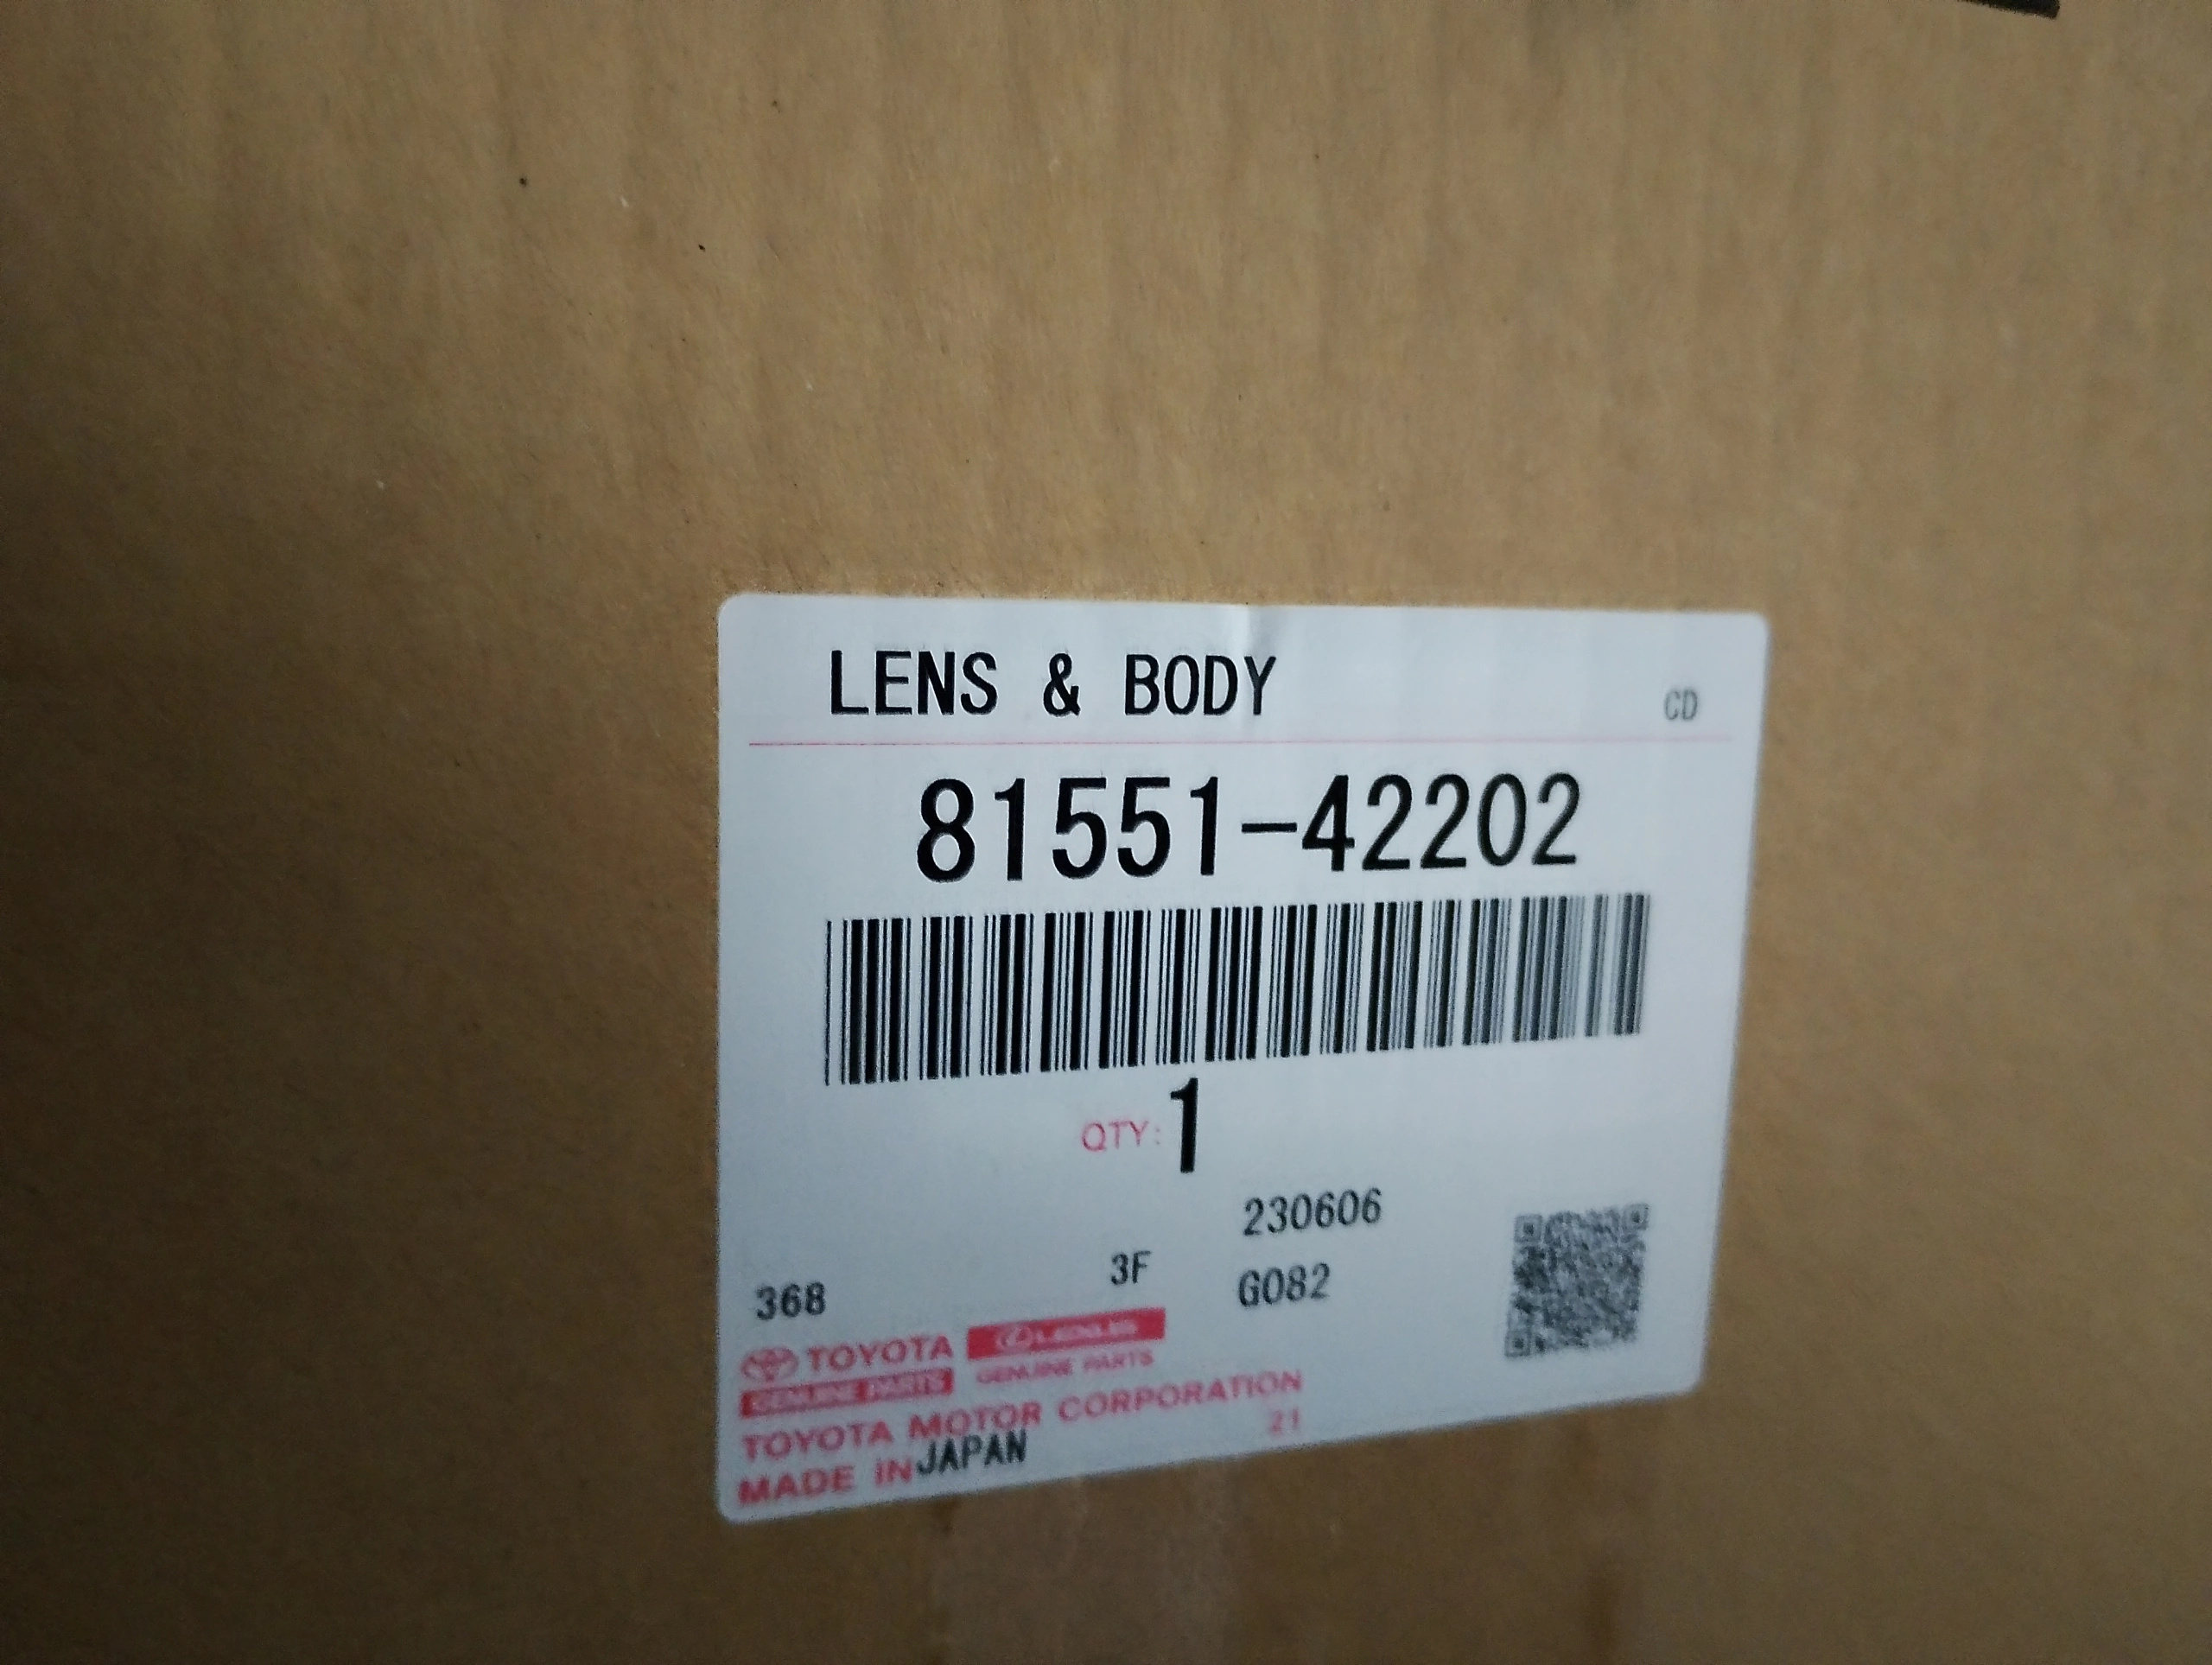 LENS & BODY
CD
81551-42202
QTY: 1
230606
368 3F G082
TOYOTA LEXUS
GENUINE PARTS GENUINE PARTS
TOYOTA MOTOR CORPORATION
21
MADE IN JAPAN